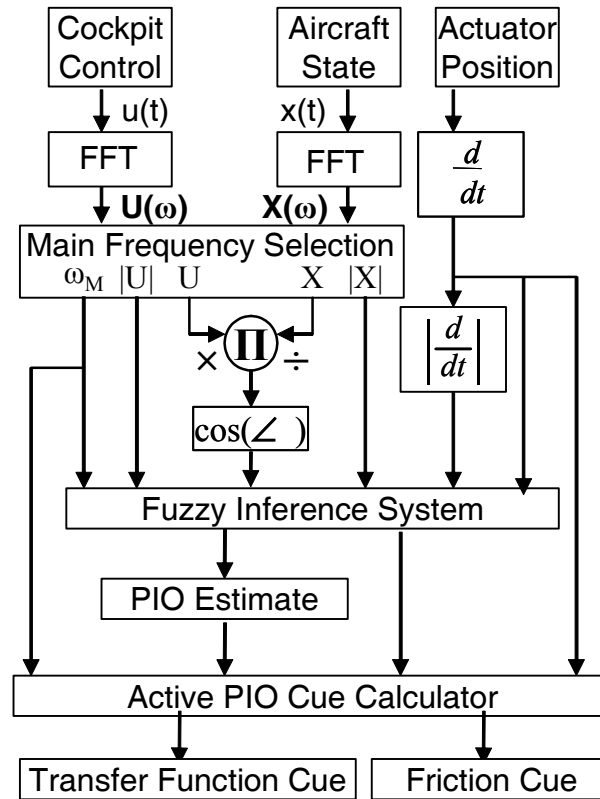 Cockpit
Control
Aircraft
State
Actuator
Position
u(t)
x(t)
FFT
FFT
d
dt
U(ω)
X(ω)
Main Frequency Selection
ω_M |U| U X |X|
× Π ÷
| d
dt |
cos(∠ )
Fuzzy Inference System
PIO Estimate
Active PIO Cue Calculator
Transfer Function Cue
Friction Cue